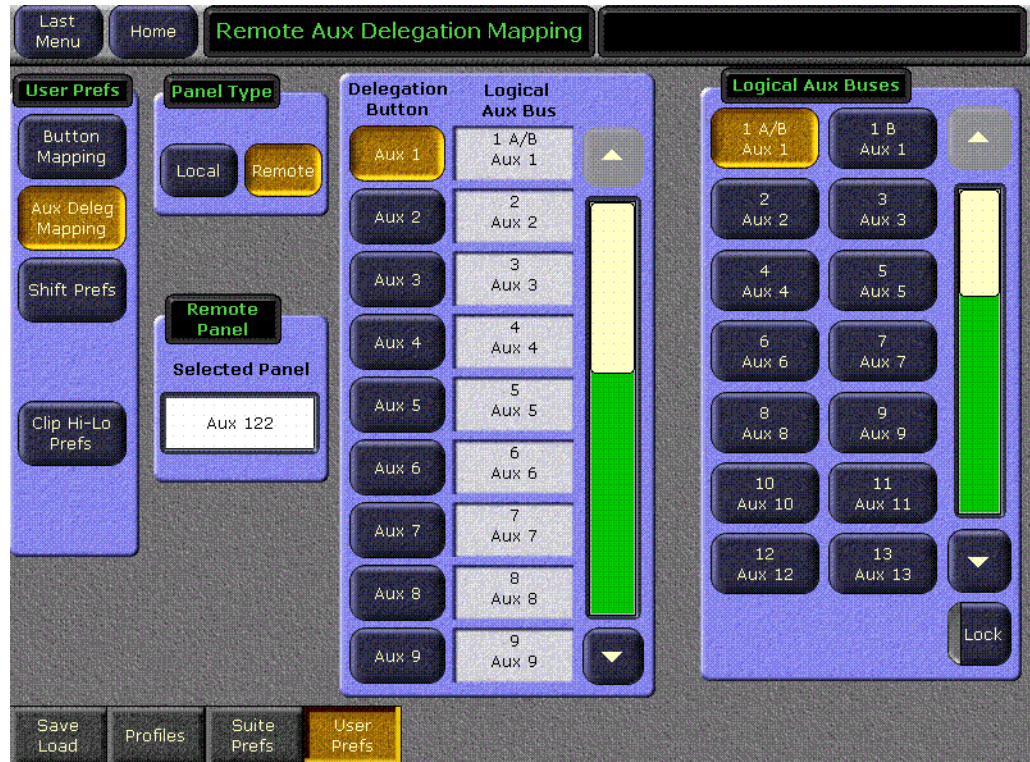 Last
Menu
Home
Remote Aux Delegation Mapping
User Prefs
Button
Mapping
Aux Deleg
Mapping
Shift Prefs
Clip Hi-Lo
Prefs
Panel Type
Local
Remote
Remote
Panel
Selected Panel
Aux 122
Delegation
Button
Logical
Aux Bus
Aux 1
1 A/B
Aux 1
Aux 2
2
Aux 2
Aux 3
3
Aux 3
Aux 4
4
Aux 4
Aux 5
5
Aux 5
Aux 6
6
Aux 6
Aux 7
7
Aux 7
Aux 8
8
Aux 8
Aux 9
9
Aux 9
Logical Aux Buses
1 A/B
Aux 1
1 B
Aux 1
2
Aux 2
3
Aux 3
4
Aux 4
5
Aux 5
6
Aux 6
7
Aux 7
8
Aux 8
9
Aux 9
10
Aux 10
11
Aux 11
12
Aux 12
13
Aux 13
Lock
Save
Load
Profiles
Suite
Prefs
User
Prefs